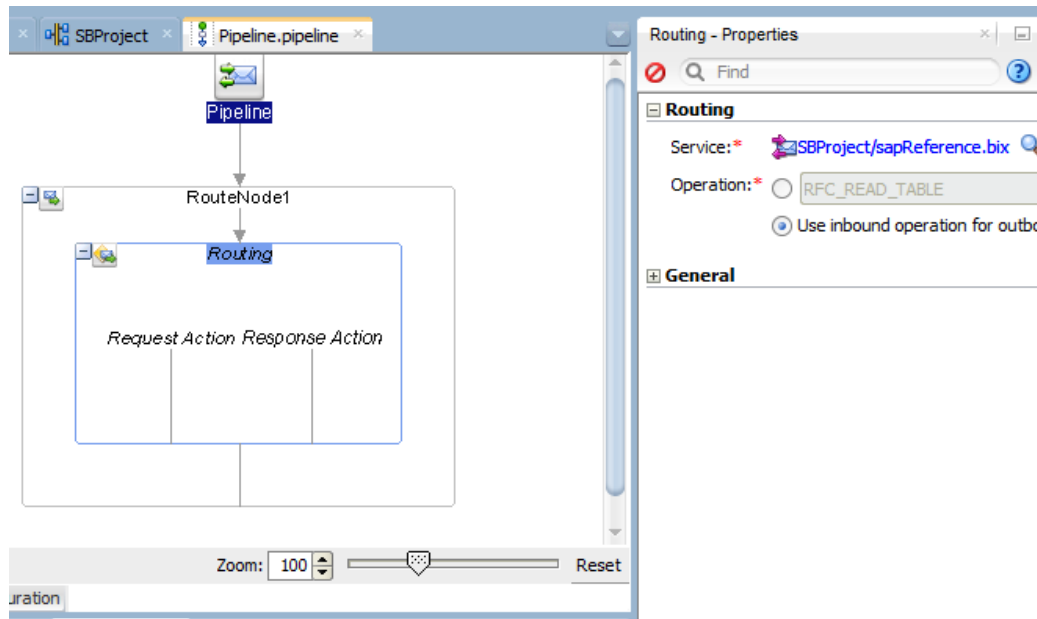 SBProject
Pipeline.pipeline
Pipeline
RouteNode1
Routing
Request Action Response Action
Zoom: 100
Reset
uration
Routing - Properties
Find
Routing
Service:* SBProject/sapReference.bix
Operation:* RFC_READ_TABLE
Use inbound operation for outbo
General